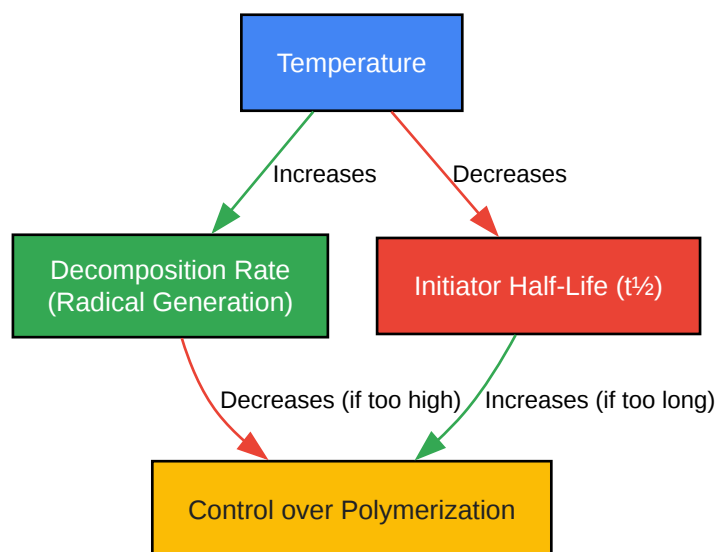 Temperature
Increases
Decreases
Decomposition Rate
(Radical Generation)
Initiator Half-Life (t½)
Decreases (if too high)
Increases (if too long)
Control over Polymerization